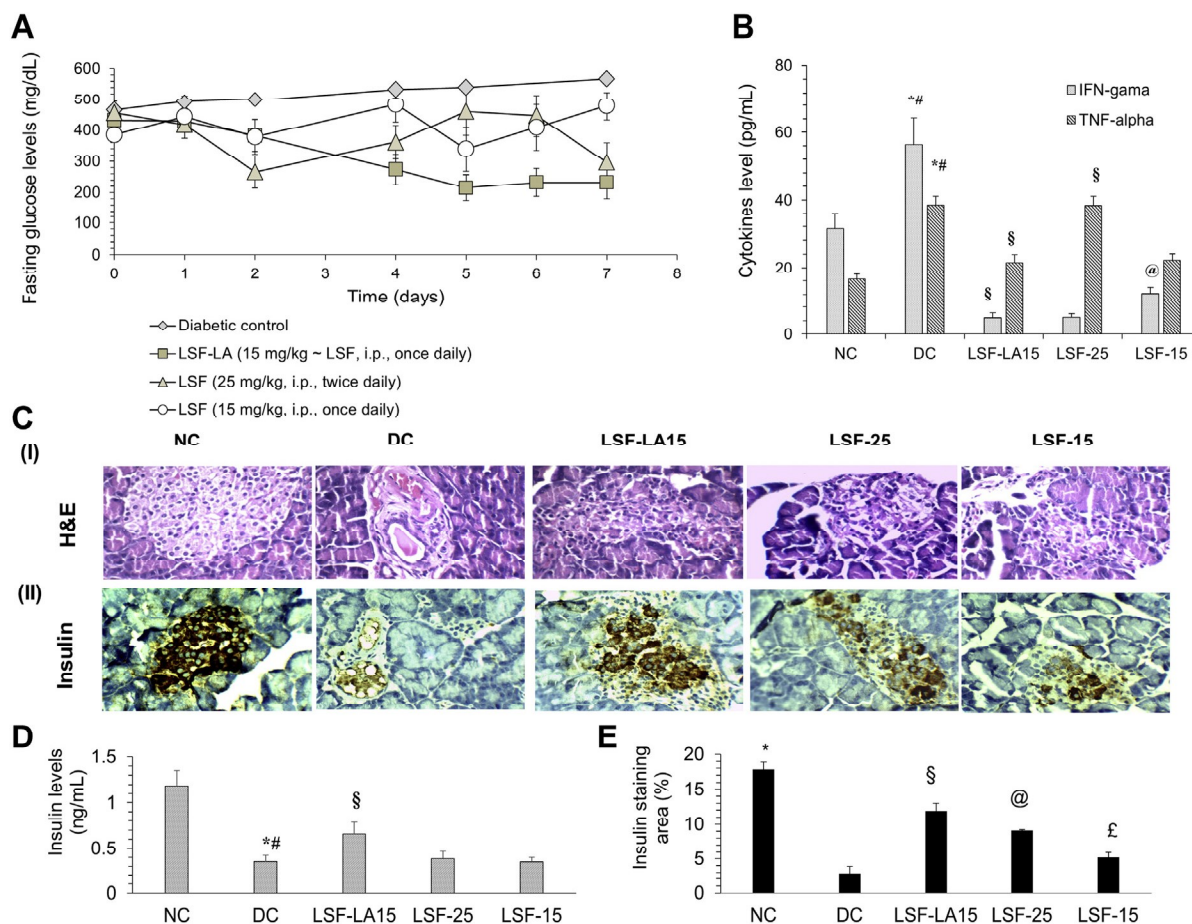 A
Fasting glucose levels (mg/dL)
600
500
400
300
200
100
0
0
1
2
4
5
6
7
8
Time (days)
Diabetic control
LSF-LA (15 mg/kg ~ LSF, i.p., once daily)
LSF (25 mg/kg, i.p., twice daily)
LSF (15 mg/kg, i.p., once daily)
B
Cytokines level (pg/mL)
80
60
40
20
0
IFN-gama
TNF-alpha
*#
*#
§
§
§
@
NC
DC
LSF-LA15
LSF-25
LSF-15
C
NC
DC
LSF-LA15
LSF-25
LSF-15
(I)
H&E
(II)
Insulin
D
Insulin levels
(ng/mL)
1.5
1
0.5
0
*#
§
NC
DC
LSF-LA15
LSF-25
LSF-15
E
Insulin staining
area (%)
20
15
10
5
0
*
§
@
£
NC
DC
LSF-LA15
LSF-25
LSF-15